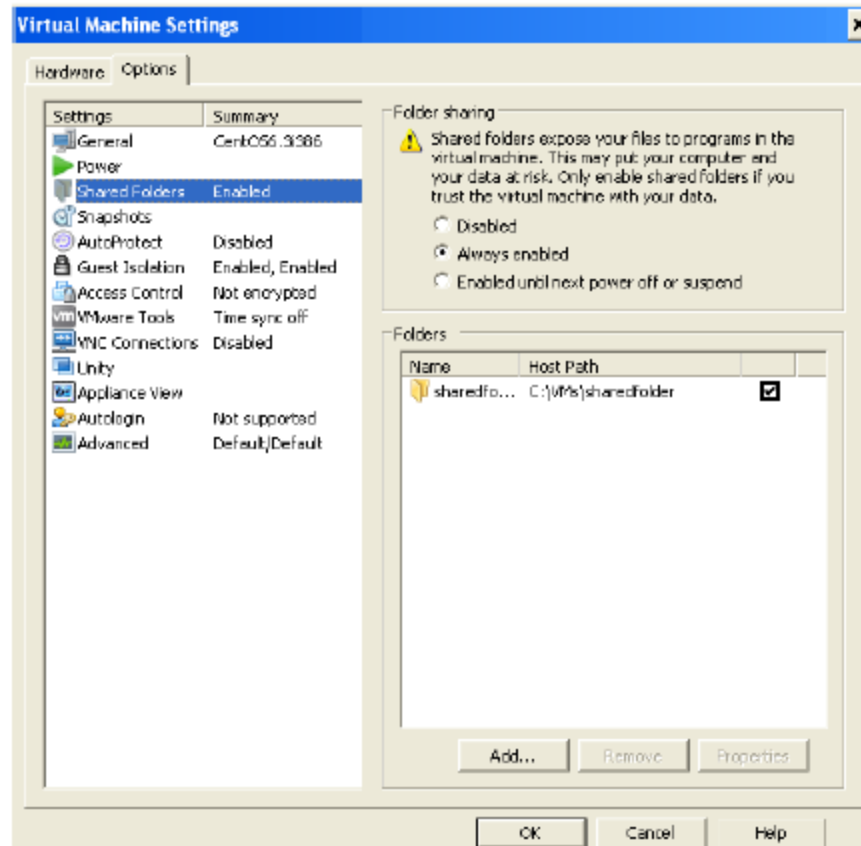 Virtual Machine Settings
Hardware Options
Settings Summary
General CentOS6.3i386
Power
Shared Folders Enabled
Snapshots
AutoProtect Disabled
Guest Isolation Enabled, Enabled
Access Control Not encrypted
VMware Tools Time sync off
VNC Connections Disabled
Unity
Appliance View
Autologin Not supported
Advanced Default/Default
Folder sharing
Shared folders expose your files to programs in the
virtual machine. This may put your computer and
your data at risk. Only enable shared folders if you
trust the virtual machine with your data.
Disabled
Always enabled
Enabled until next power off or suspend
Folders
Name Host Path
sharedfo... C:\VMs\sharedfolder
Add... Remove Properties
OK Cancel Help